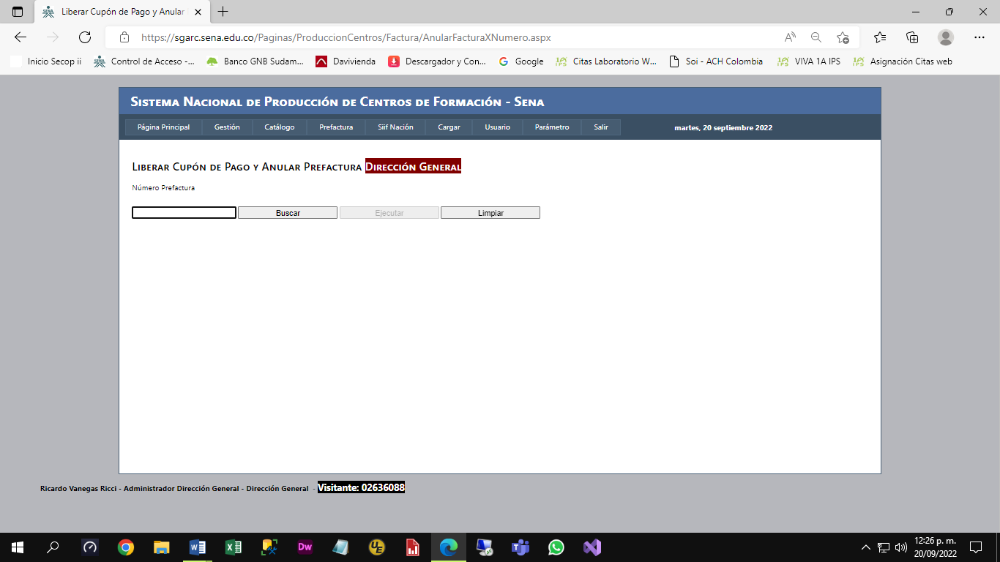 Liberar Cupón de Pago y Anular
https://sgarc.sena.edu.co/Paginas/ProduccionCentros/Factura/AnularFacturaXNumero.aspx
Inicio Secop ii
Control de Acceso -...
Banco GNB Sudam...
Davivienda
Descargador y Con...
Google
Citas Laboratorio W...
Soi - ACH Colombia
VIVA 1A IPS
Asignación Citas web
Sistema Nacional de Producción de Centros de Formación - Sena
Página Principal Gestión Catálogo Prefactura Siif Nación Cargar Usuario Parámetro Salir martes, 20 septiembre 2022
Liberar Cupón de Pago y Anular Prefactura Dirección General
Número Prefactura
Buscar Ejecutar Limpiar
Ricardo Vanegas Ricci - Administrador Dirección General - Dirección General - Visitante: 02636088
12:26 p. m.
20/09/2022